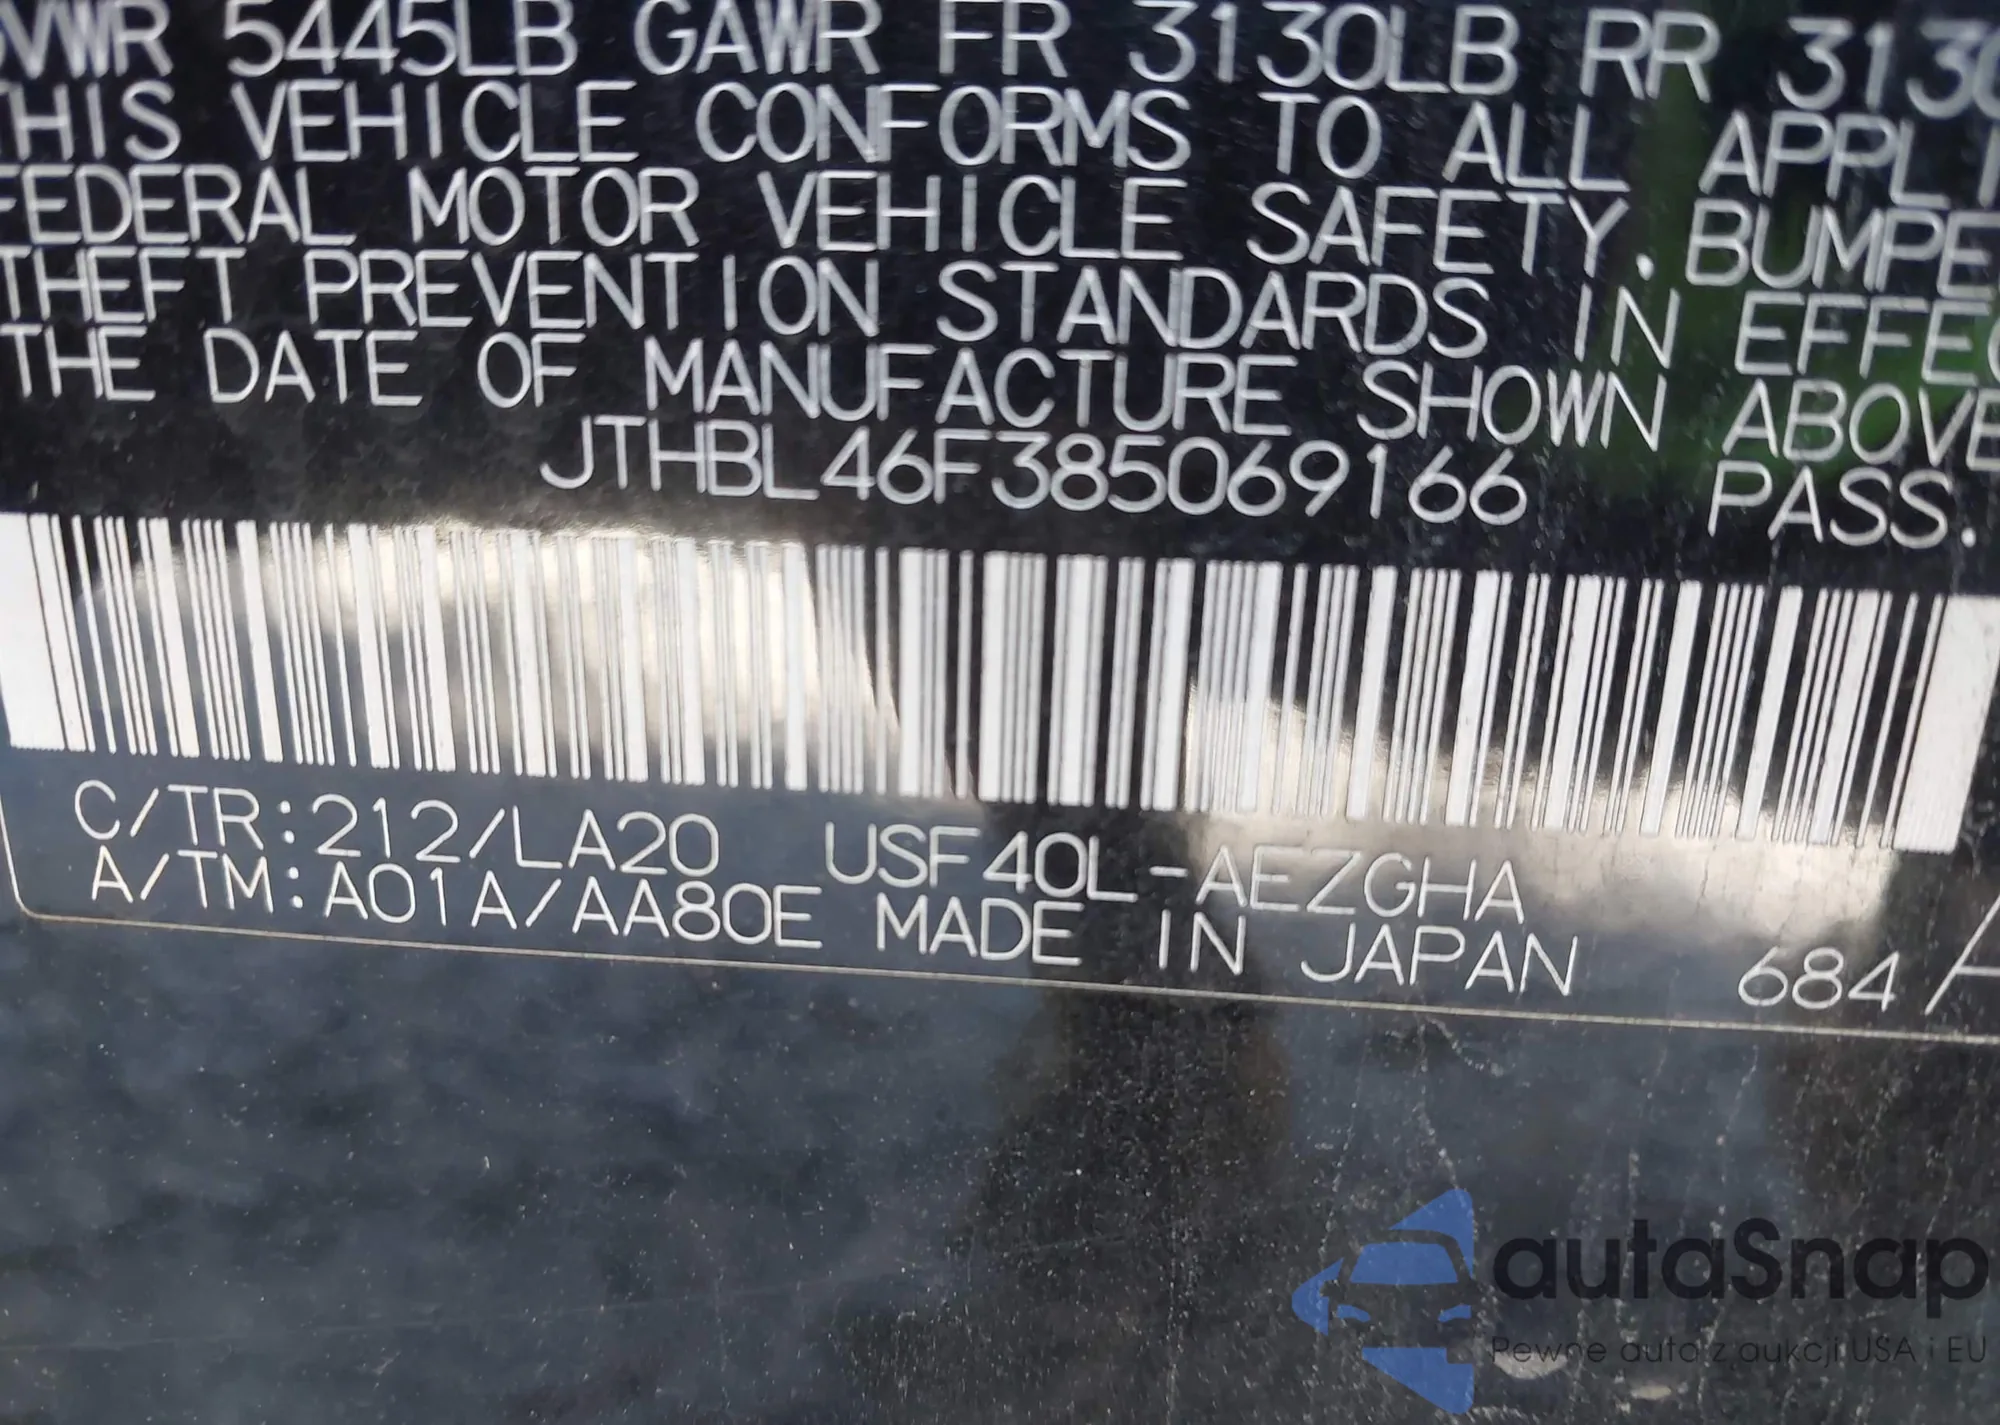 GVWR 5445LB GAWR FR 3130LB RR 3130
THIS VEHICLE CONFORMS TO ALL APPLI
FEDERAL MOTOR VEHICLE SAFETY, BUMPE
THEFT PREVENTION STANDARDS IN EFFEC
THE DATE OF MANUFACTURE SHOWN ABOVE
JTHBL46F385069166 PASS.
C/TR:212/LA20 USF40L-AEZGHA
A/TM:A01A/AA80E MADE IN JAPAN 684
autoSnap
Pewne auto z aukcji USA i EU